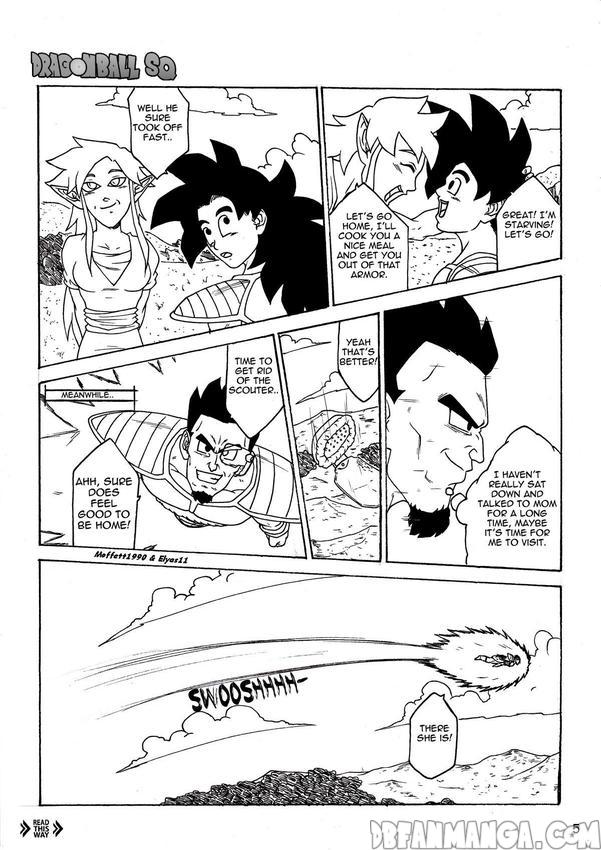 DRAGONBALL SQ
WELL HE
SURE
TOOK OFF
FAST..
LET'S GO
HOME, I'LL
COOK YOU A
NICE MEAL
AND GET YOU
OUT OF THAT
ARMOR.
GREAT! I'M
STARVING!
LET'S GO!
MEANWHILE..
TIME TO
GET RID
OF THE
SCOUTER..
AHH, SURE
DOES
FEEL
GOOD TO
BE HOME!
YEAH
THAT'S
BETTER!
I HAVEN'T
REALLY SAT
DOWN AND
TALKED TO MOM
FOR A LONG
TIME, MAYBE
IT'S TIME FOR
ME TO VISIT.
Moffett1990 & Elyas11
SWOOSHHHH-
THERE
SHE IS!
READ
THIS
WAY
5
DBFANMANGA.COM